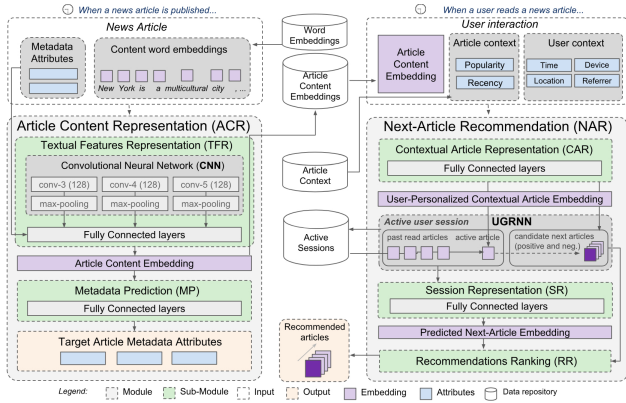 When a news article is published...
News Article
Metadata
Attributes
Content word embeddings
New York is a multicultural city , ...
Word
Embeddings
Article
Content
Embeddings
Article
Context
Active
Sessions
When a user reads a news article...
User interaction
Article
Content
Embedding
Article context
Popularity
Recency
User context
Time
Device
Location
Referrer
Article Content Representation (ACR)
Textual Features Representation (TFR)
Convolutional Neural Network (CNN)
conv-3 (128)
conv-4 (128)
conv-5 (128)
max-pooling
max-pooling
max-pooling
Fully Connected layers
Article Content Embedding
Metadata Prediction (MP)
Fully Connected layers
Target Article Metadata Attributes
Next-Article Recommendation (NAR)
Contextual Article Representation (CAR)
Fully Connected layers
User-Personalized Contextual Article Embedding
Active user session
UGRNN
past read articles
active article
candidate next articles
(positive and neg.)
Session Representation (SR)
Fully Connected layers
Predicted Next-Article Embedding
Recommendations Ranking (RR)
Recommended
articles
Legend:
Module
Sub-Module
Input
Output
Embedding
Attributes
Data repository